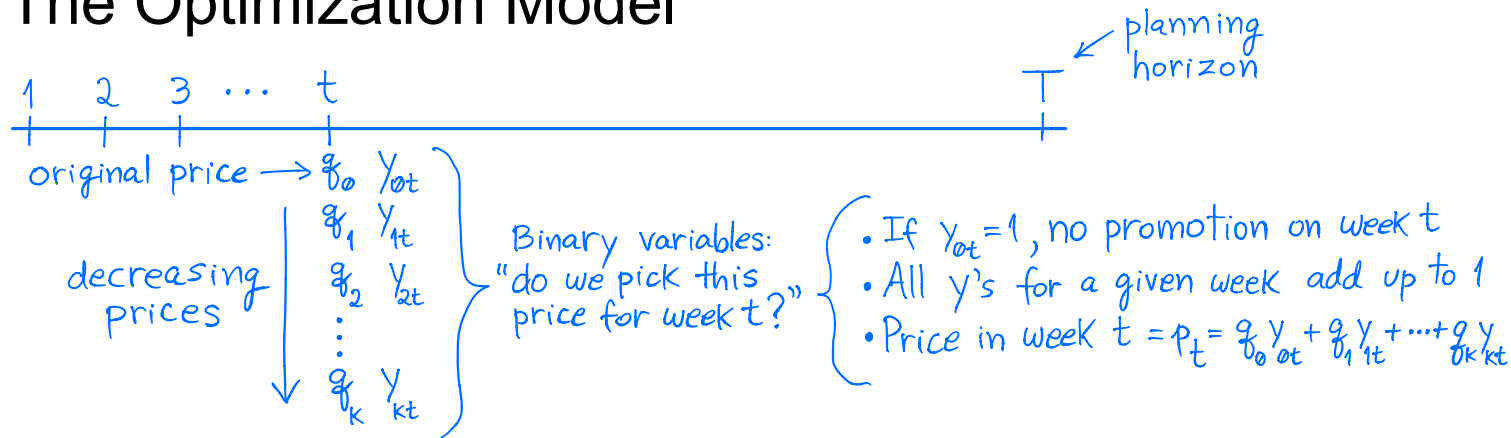 The Optimization Model
planning
horizon
1 2 3 ... t T
original price → q₀ y₀t
q₁ y₁t
decreasing
prices
q₂ y₂t
⋮
qₖ yₖt
Binary variables:
"do we pick this
price for week t?"
• If y₀t = 1, no promotion on week t
• All y's for a given week add up to 1
• Price in week t = pt = q₀y₀t + q₁y₁t + ... + qₖyₖt